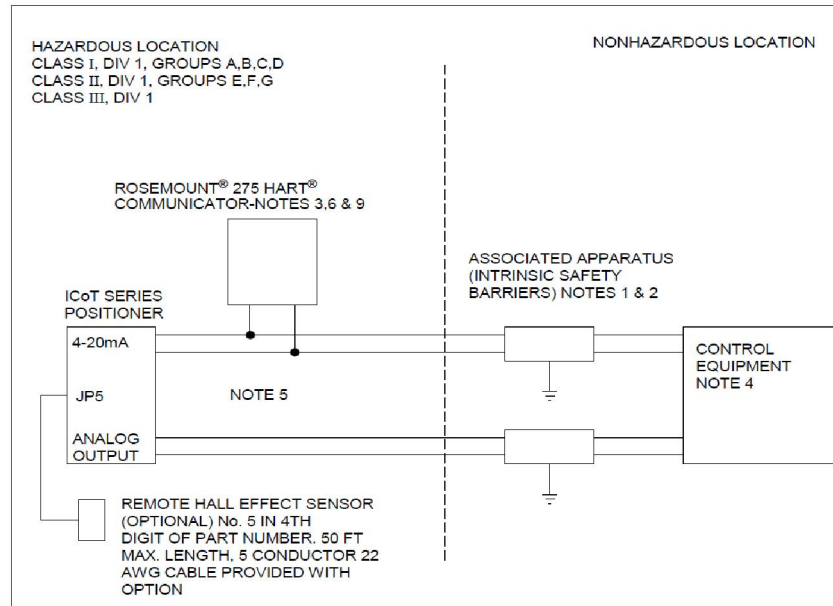 HAZARDOUS LOCATION
CLASS I, DIV 1, GROUPS A,B,C,D
CLASS II, DIV 1, GROUPS E,F,G
CLASS III, DIV 1
NONHAZARDOUS LOCATION
ROSEMOUNT® 275 HART®
COMMUNICATOR-NOTES 3,6 & 9
ASSOCIATED APPARATUS
(INTRINSIC SAFETY
BARRIERS) NOTES 1 & 2
ICoT SERIES
POSITIONER
4-20mA
JP5
ANALOG
OUTPUT
NOTE 5
CONTROL
EQUIPMENT
NOTE 4
REMOTE HALL EFFECT SENSOR
(OPTIONAL) No. 5 IN 4TH
DIGIT OF PART NUMBER. 50 FT
MAX. LENGTH, 5 CONDUCTOR 22
AWG CABLE PROVIDED WITH
OPTION